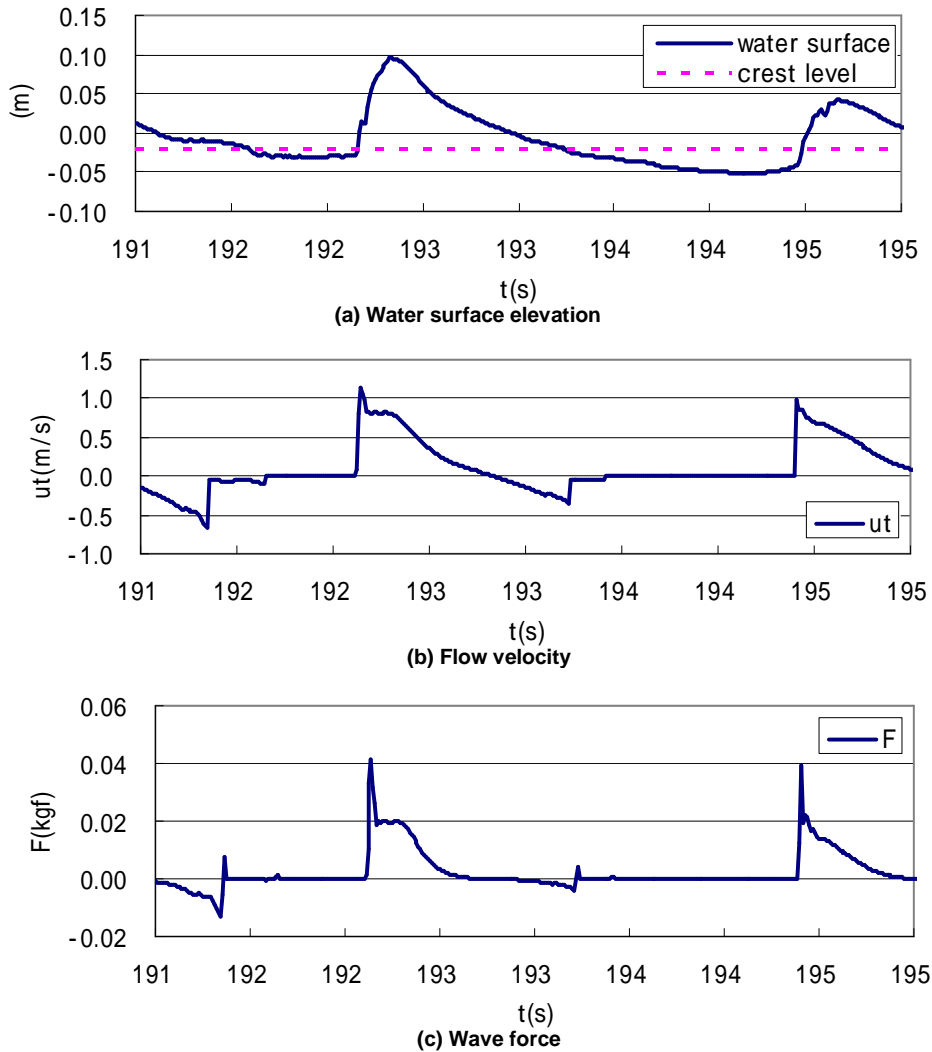 0.10
water surface
crest level
0.05
(m)
0.00
-0.05
-0.10
191 192 192 193 193 194 194 195 195
t(s)
(a) Water surface elevation
1.5
1.0
ut(m/s)
0.5
0.0
-0.5
ut
-1.0
191 192 192 193 193 194 194 195 195
t(s)
(b) Flow velocity
0.06
F
0.04
F(kgf)
0.02
0.00
-0.02
191 192 192 193 193 194 194 195 195
t(s)
(c) Wave force